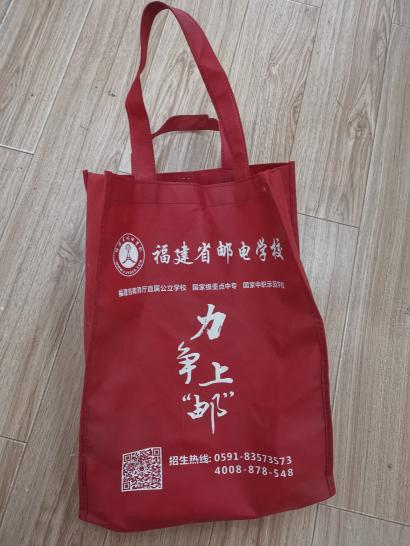 福建省邮电学校
福建省教育厅直属公立学校 国家级重点中专 国家中职示范学校
力
争上
“邮”
招生热线: 0591-83573573
4008-878-548